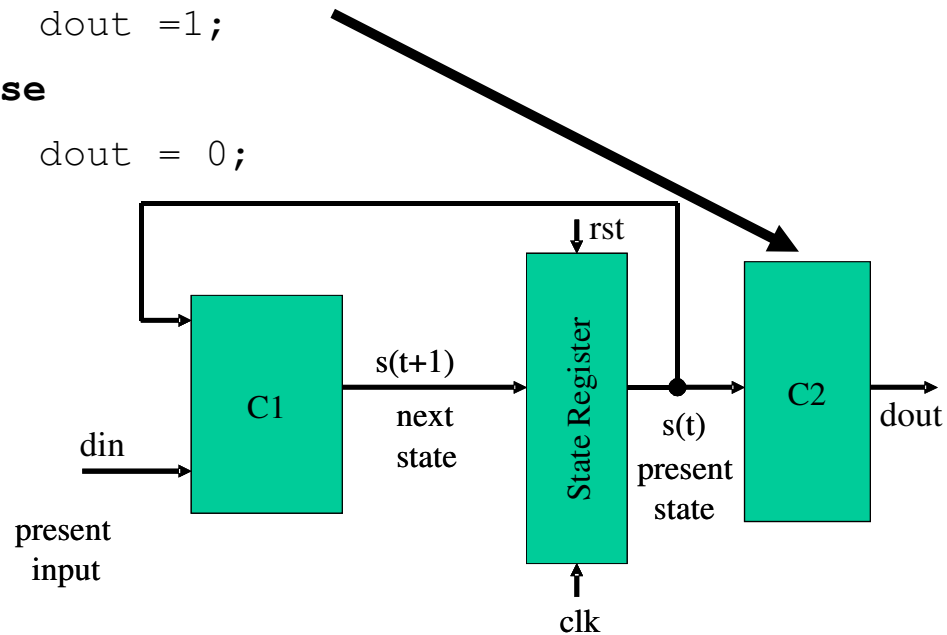 dout =1;
se
dout = 0;
rst
s(t+1)
next
state
C1
State Register
s(t)
present
state
C2
dout
din
present
input
clk